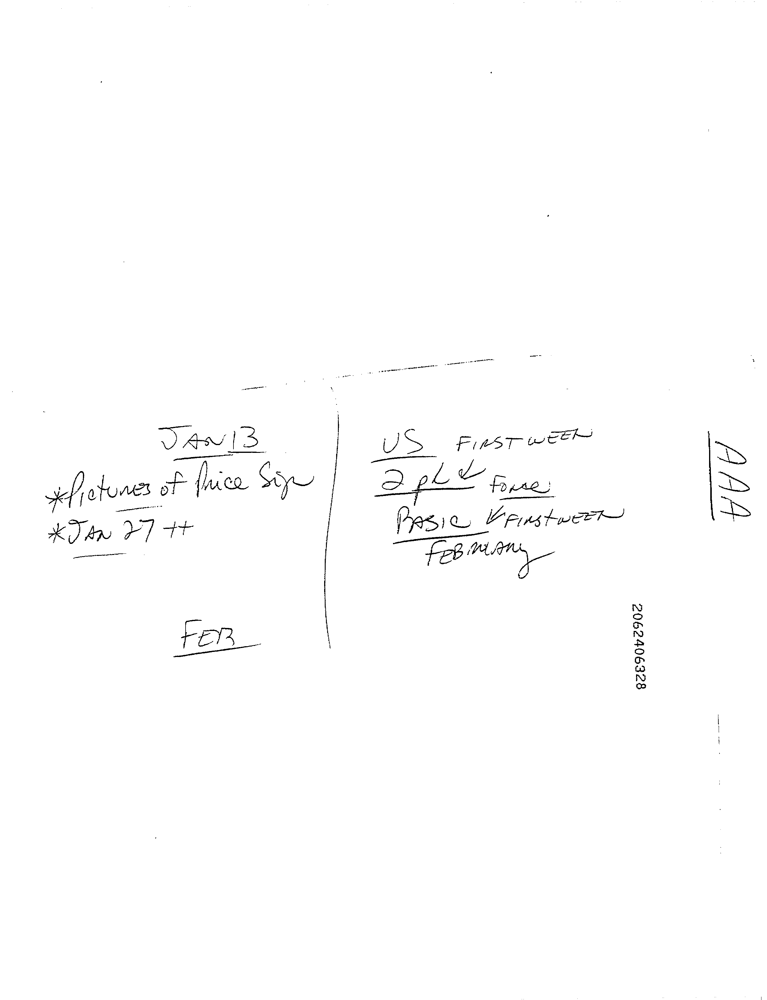 JAN 13
*Pictures of Price Sign
*JAN 27 ++
FEB
US FIRST WEEK
2 pk ↙ Force
BASIC ↙ FIRST WEEK
FEBRUARY
AAA
2062406328